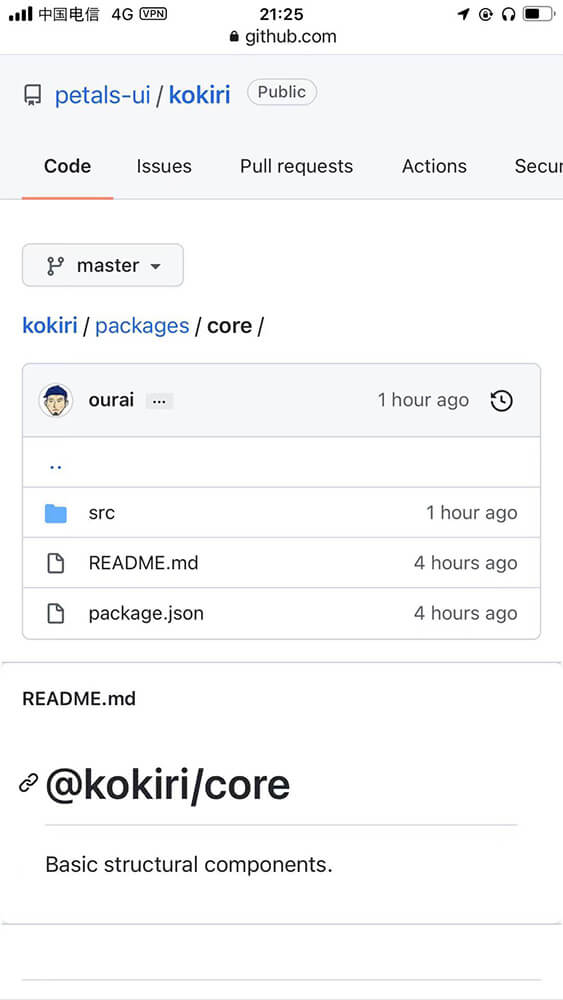 中国电信 4G VPN 21:25
github.com
petals-ui / kokiri Public
Code Issues Pull requests Actions Secur
master
kokiri / packages / core /
ourai ... 1 hour ago
..
src 1 hour ago
README.md 4 hours ago
package.json 4 hours ago
README.md
@kokiri/core
Basic structural components.